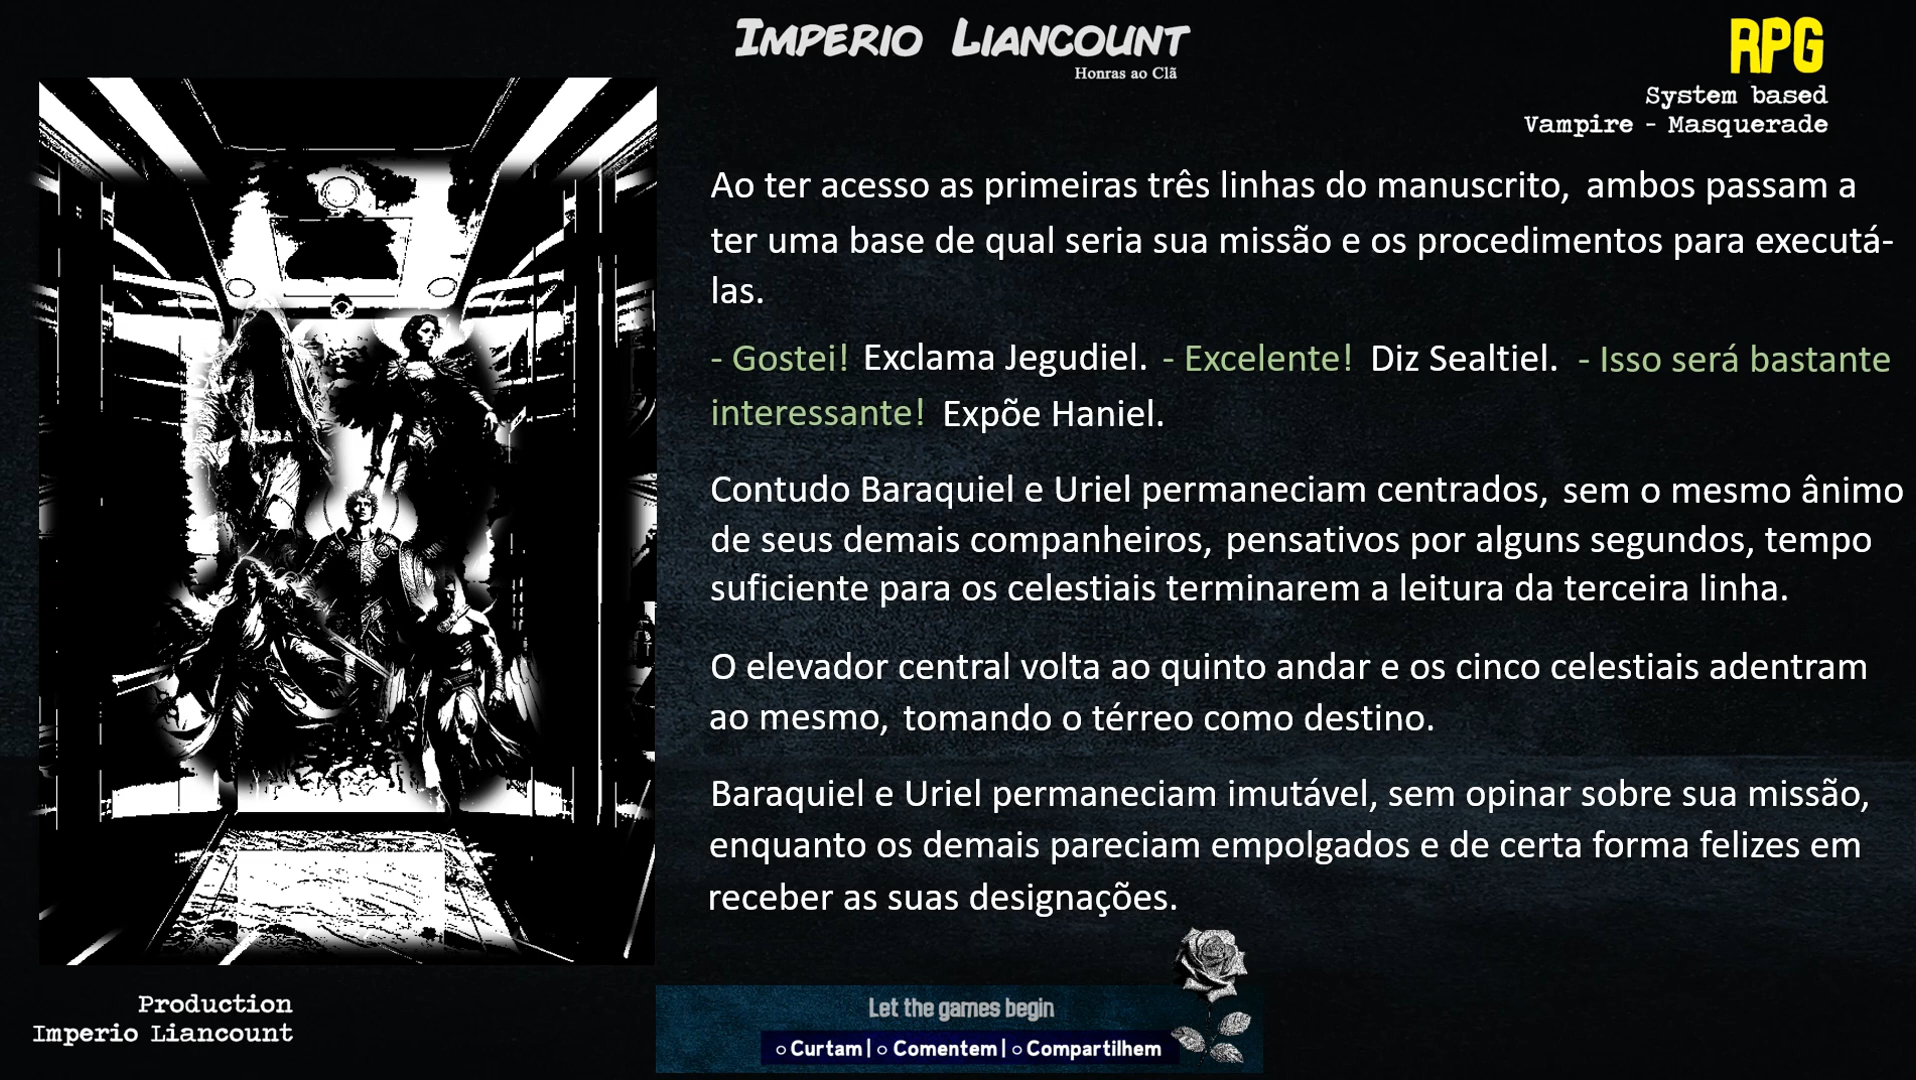 IMPERIO LIANCOUNT
Honras ao Clã
RPG
System based
Vampire - Masquerade
Ao ter acesso as primeiras três linhas do manuscrito, ambos passam a
ter uma base de qual seria sua missão e os procedimentos para executá-
las.
- Gostei! Exclama Jegudiel. - Excelente! Diz Sealtiel. - Isso será bastante
interessante! Expõe Haniel.
Contudo Baraquiel e Uriel permaneciam centrados, sem o mesmo ânimo
de seus demais companheiros, pensativos por alguns segundos, tempo
suficiente para os celestiais terminarem a leitura da terceira linha.
O elevador central volta ao quinto andar e os cinco celestiais adentram
ao mesmo, tomando o térreo como destino.
Baraquiel e Uriel permaneciam imutável, sem opinar sobre sua missão,
enquanto os demais pareciam empolgados e de certa forma felizes em
receber as suas designações.
Production
Imperio Liancount
Let the games begin
o Curtam | o Comentem | o Compartilhem